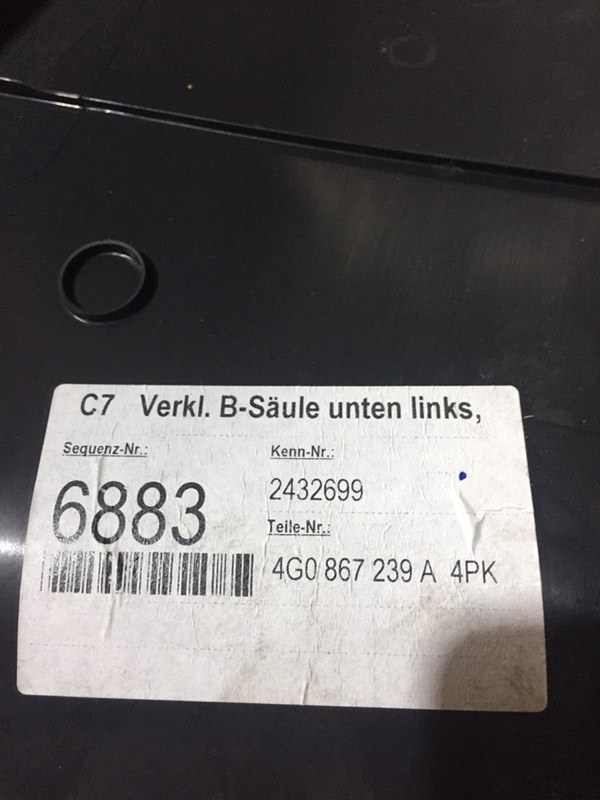 C7 Verkl. B-Säule unten links,
Sequenz-Nr.:
6883
Kenn-Nr.:
2432699
Teile-Nr.:
4G0 867 239 A 4PK